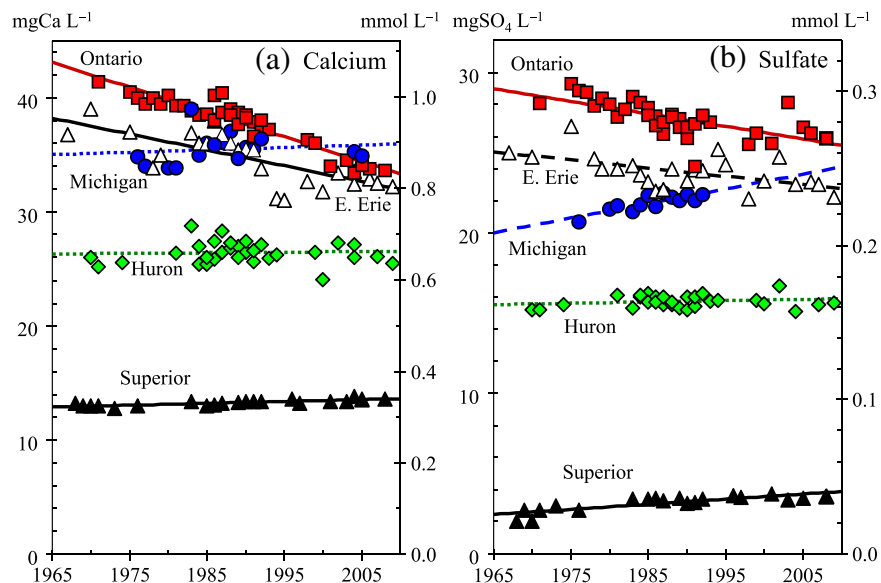 mgCa L⁻¹ mmol L⁻¹ mgSO₄ L⁻¹ mmol L⁻¹
(a) Calcium
Ontario
Michigan
E. Erie
Huron
Superior
40
30
20
10
0
1.0
0.8
0.6
0.4
0.2
0.0
1965 1975 1985 1995 2005
(b) Sulfate
Ontario
E. Erie
Michigan
Huron
Superior
30
20
10
0
0.3
0.2
0.1
0.0
1965 1975 1985 1995 2005